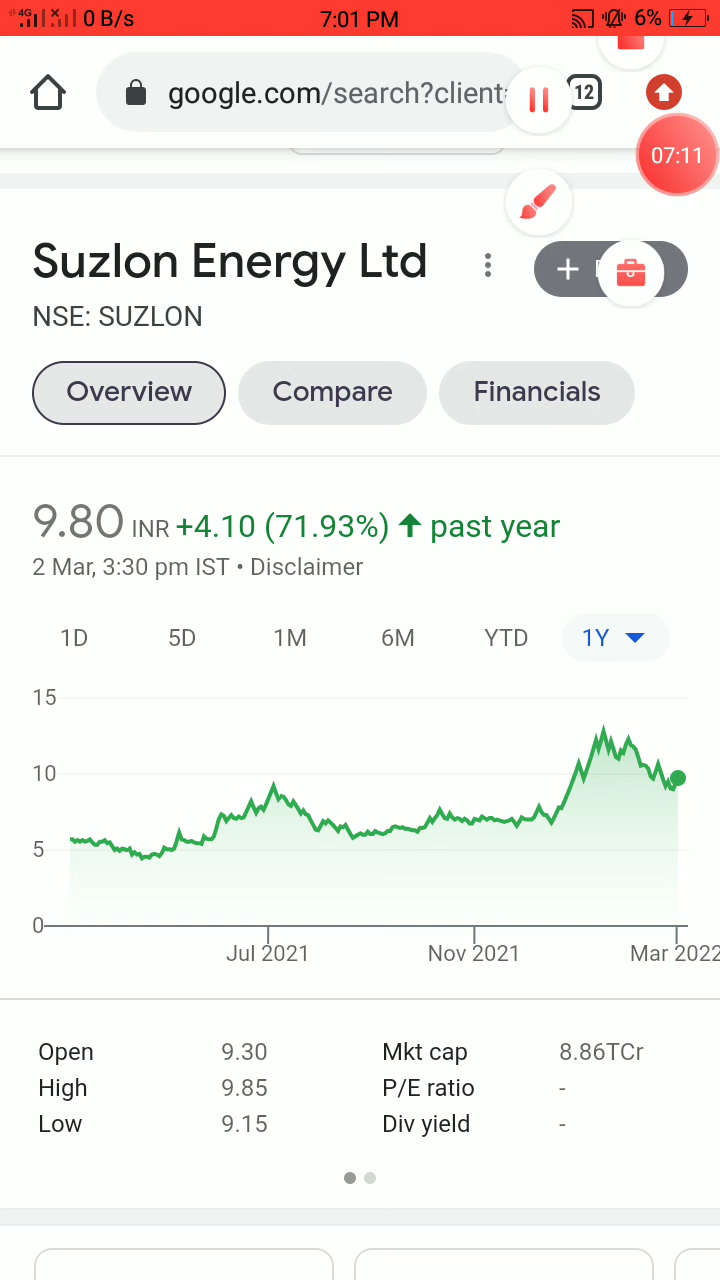 4G 0 B/s 7:01 PM 6%
google.com/search?client 12
07:11
Suzlon Energy Ltd
NSE: SUZLON
Overview Compare Financials
9.80 INR +4.10 (71.93%) ↑ past year
2 Mar, 3:30 pm IST • Disclaimer
1D 5D 1M 6M YTD 1Y
15
10
5
0
Jul 2021 Nov 2021 Mar 2022
Open 9.30 Mkt cap 8.86TCr
High 9.85 P/E ratio -
Low 9.15 Div yield -